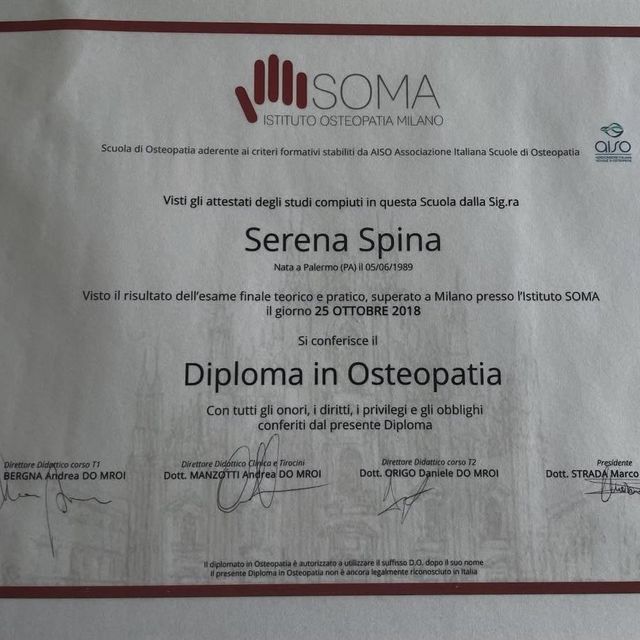 SOMA
ISTITUTO OSTEOPATIA MILANO
Scuola di Osteopatia aderente ai criteri formativi stabiliti da AISO Associazione Italiana Scuole di Osteopatia
aiso
ASSOCIAZIONE ITALIANA
SCUOLE DI OSTEOPATIA
Visti gli attestati degli studi compiuti in questa Scuola dalla Sig.ra
Serena Spina
Nata a Palermo (PA) il 05/06/1989
Visto il risultato dell'esame finale teorico e pratico, superato a Milano presso l'Istituto SOMA
il giorno 25 OTTOBRE 2018
Si conferisce il
Diploma in Osteopatia
Con tutti gli onori, i diritti, i privilegi e gli obblighi
conferiti dal presente Diploma
Direttore Didattico corso T1
BERGNA Andrea DO MROI
Direttore Didattico Clinica e Tirocini
Dott. MANZOTTI Andrea DO MROI
Direttore Didattico corso T2
Dott. ORIGO Daniele DO MROI
Presidente
Dott. STRADA Marco
Il diplomato in Osteopatia è autorizzato a utilizzare il suffisso D.O. dopo il suo nome
Il presente Diploma in Osteopatia non è ancora legalmente riconosciuto in Italia